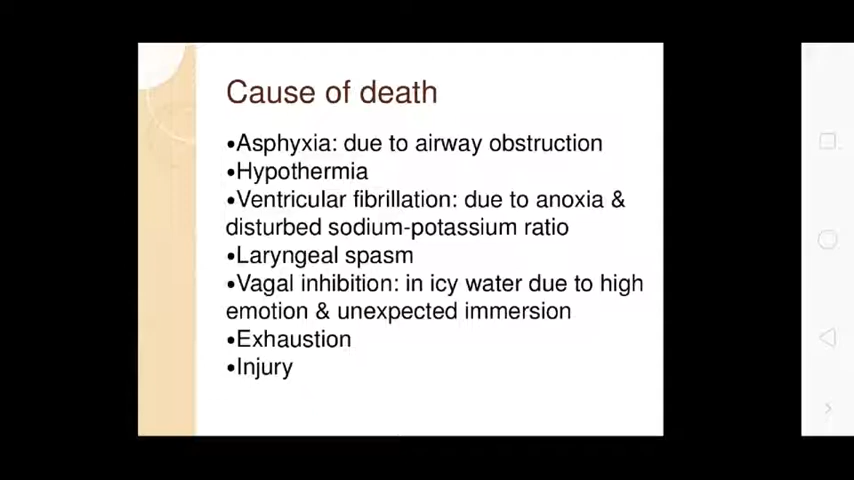 Cause of death
•Asphyxia: due to airway obstruction
•Hypothermia
•Ventricular fibrillation: due to anoxia &
disturbed sodium-potassium ratio
•Laryngeal spasm
•Vagal inhibition: in icy water due to high
emotion & unexpected immersion
•Exhaustion
•Injury